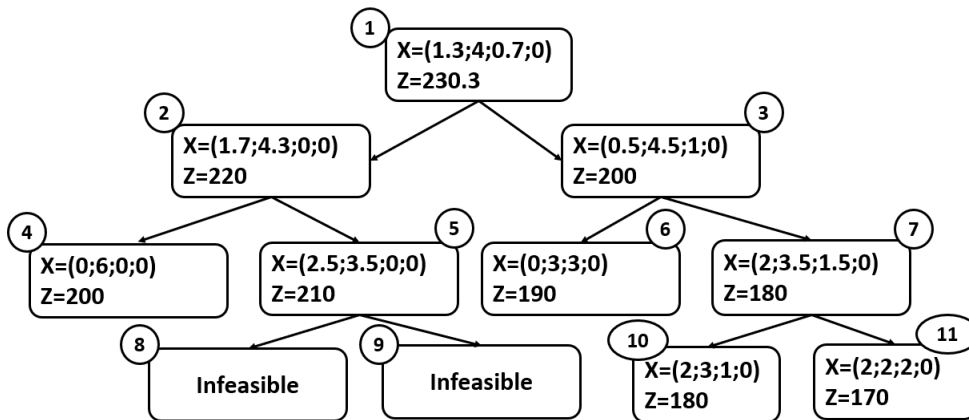 1
X=(1.3;4;0.7;0)
Z=230.3
2
X=(1.7;4.3;0;0)
Z=220
3
X=(0.5;4.5;1;0)
Z=200
4
X=(0;6;0;0)
Z=200
5
X=(2.5;3.5;0;0)
Z=210
6
X=(0;3;3;0)
Z=190
7
X=(2;3.5;1.5;0)
Z=180
8
Infeasible
9
Infeasible
10
X=(2;3;1;0)
Z=180
11
X=(2;2;2;0)
Z=170